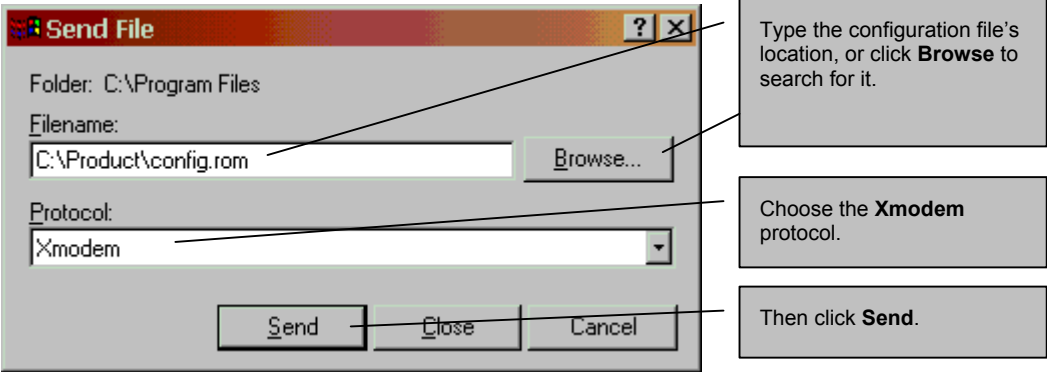 Send File
Folder: C:\Program Files
Filename:
C:\Product\config.rom
Browse...
Protocol:
Xmodem
Send
Close
Cancel
Type the configuration file's
location, or click Browse to
search for it.
Choose the Xmodem
protocol.
Then click Send.